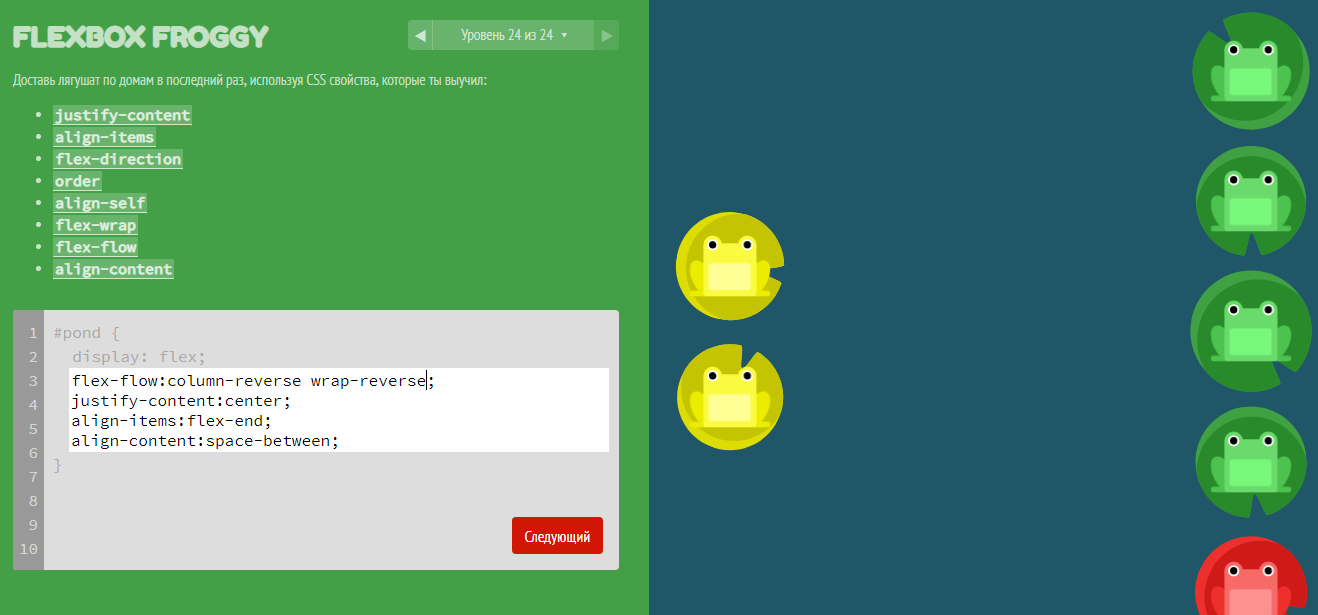 FLEXBOX FROGGY
◀ Уровень 24 из 24 ▾ ▶
Доставь лягушат по домам в последний раз, используя CSS свойства, которые ты выучил:
• justify-content
• align-items
• flex-direction
• order
• align-self
• flex-wrap
• flex-flow
• align-content
1 #pond {
2 display: flex;
3 flex-flow:column-reverse wrap-reverse;
4 justify-content:center;
5 align-items:flex-end;
6 align-content:space-between;
7 }
8
9
10
Следующий